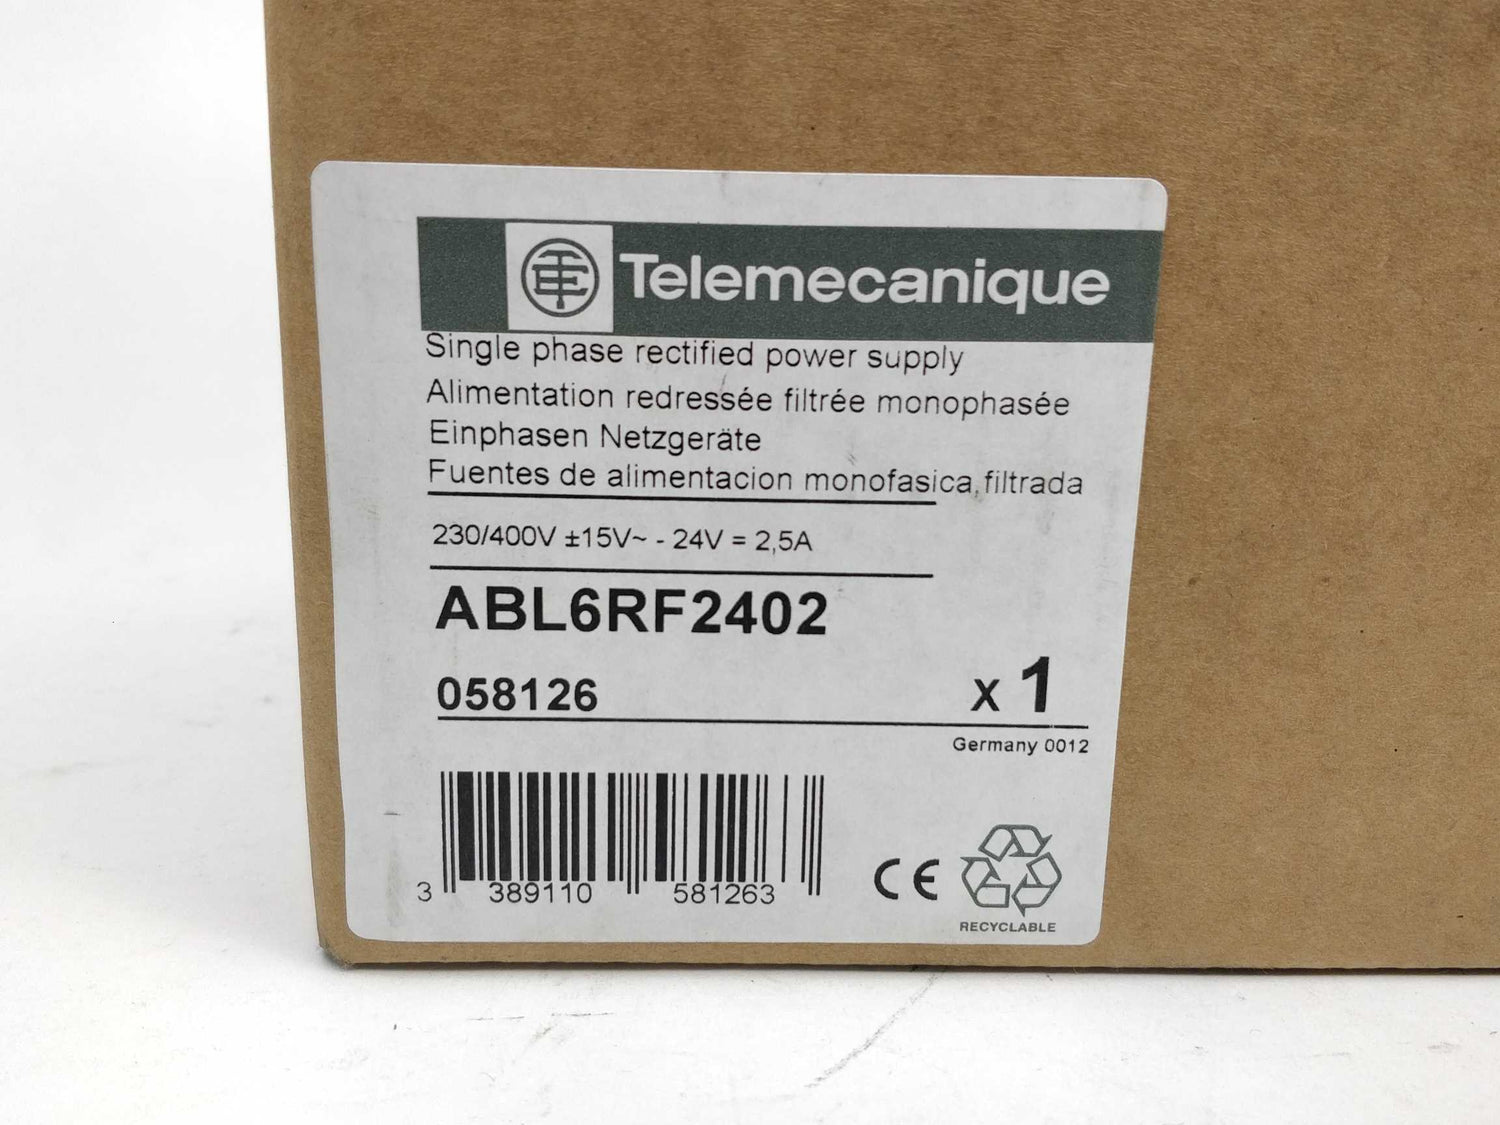 Telemecanique
Single phase rectified power supply
Alimentation redressée filtrée monophasée
Einphasen Netzgeräte
Fuentes de alimentacion monofasica,filtrada
230/400V ±15V~ - 24V = 2,5A
ABL6RF2402
058126 x 1
Germany 0012
3 389110 581263
CE
RECYCLABLE